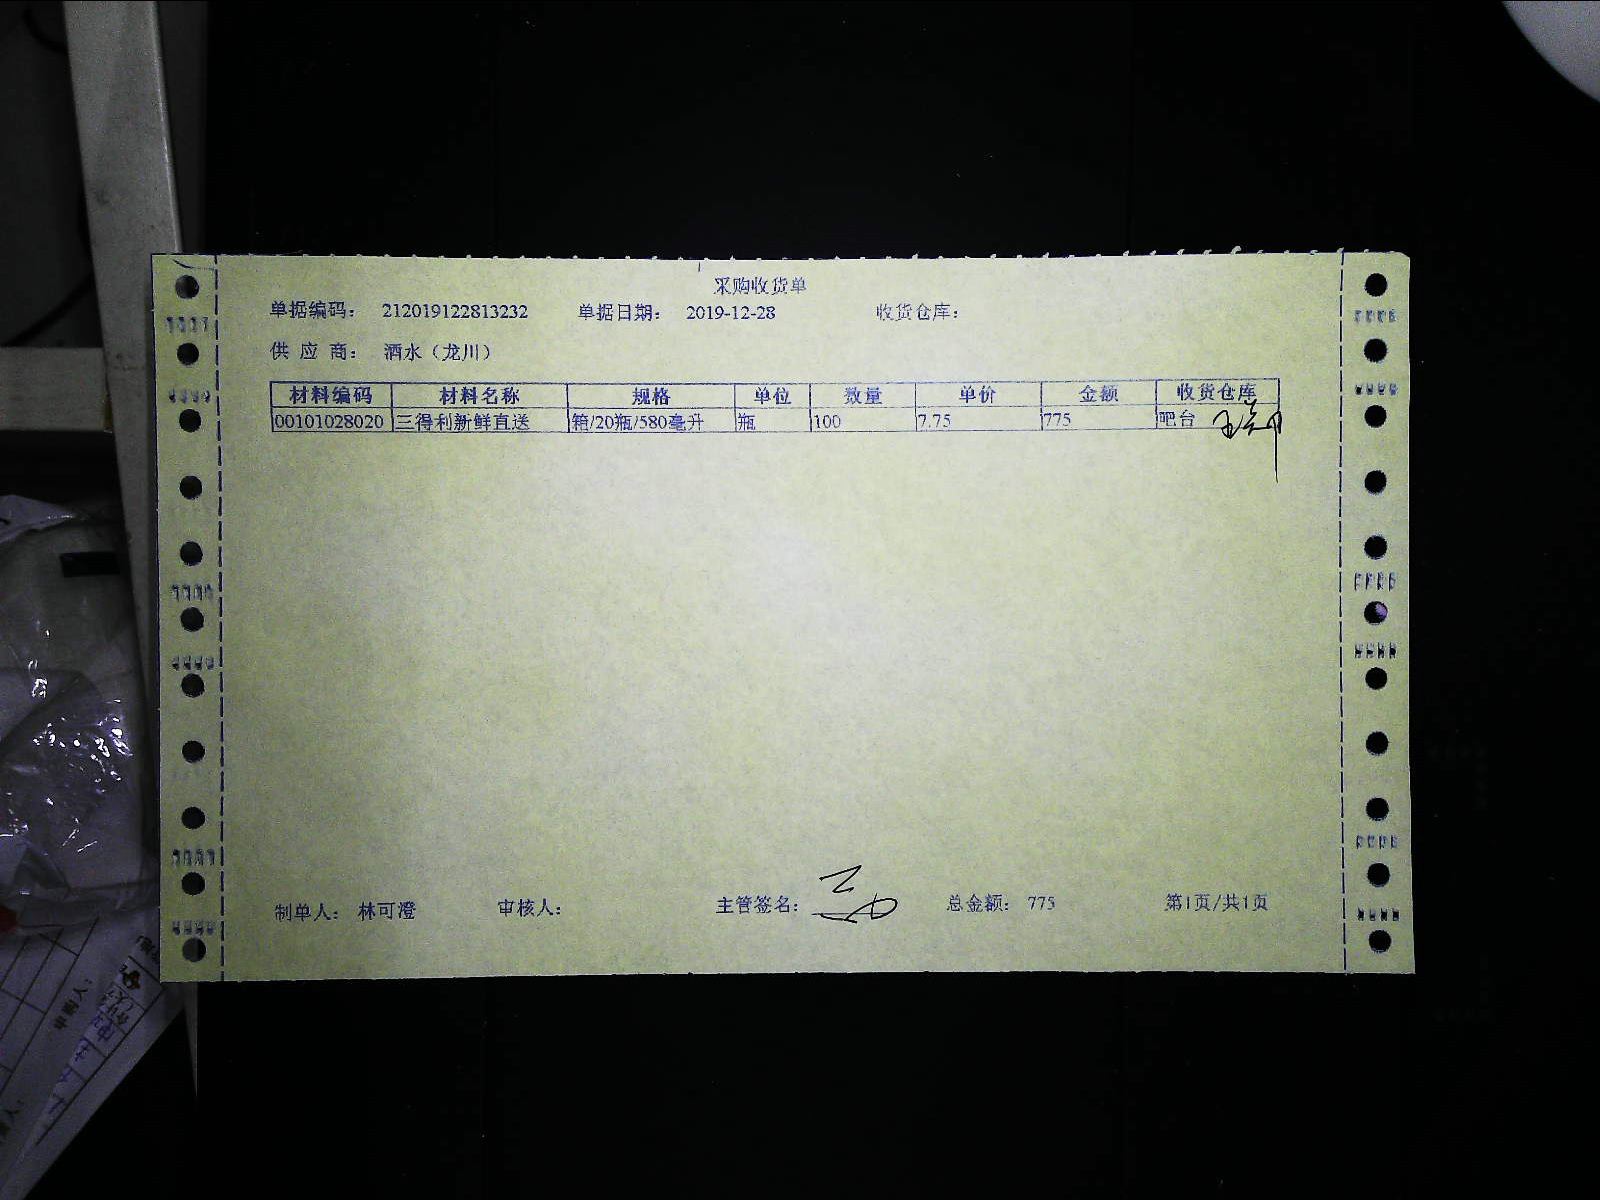 采购收货单
单据编码： 212019122813232 单据日期： 2019-12-28 收货仓库：
供 应 商： 酒水（龙川）
材料编码 材料名称 规格 单位 数量 单价 金额 收货仓库
00101028020 三得利新鲜直送 箱/20瓶/580毫升 瓶 100 7.75 775 吧台
制单人： 林可澄 审核人： 主管签名： 总金额： 775 第1页/共1页